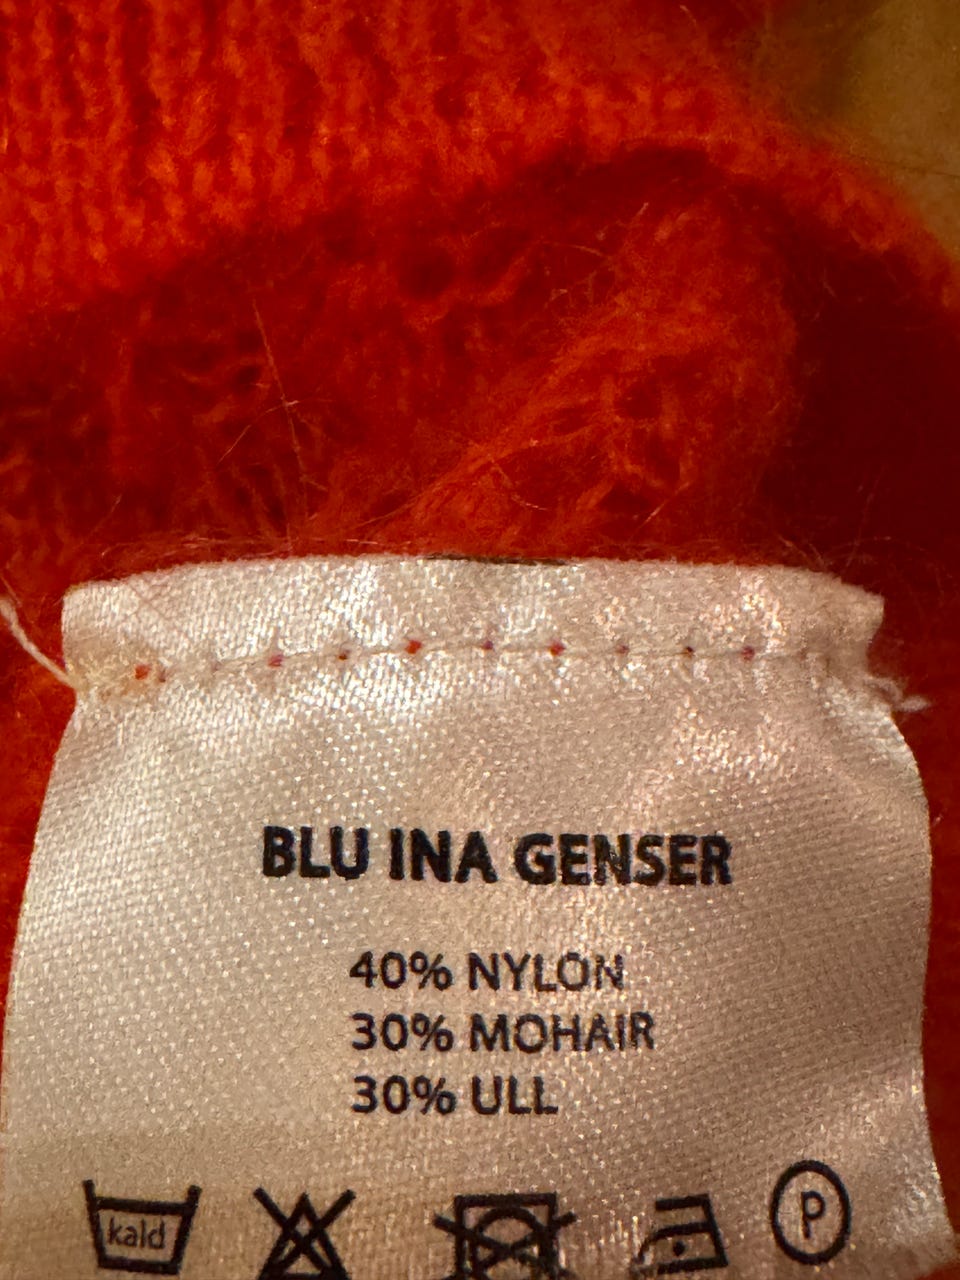 BLU INA GENSER
40% NYLON
30% MOHAIR
30% ULL
kald P